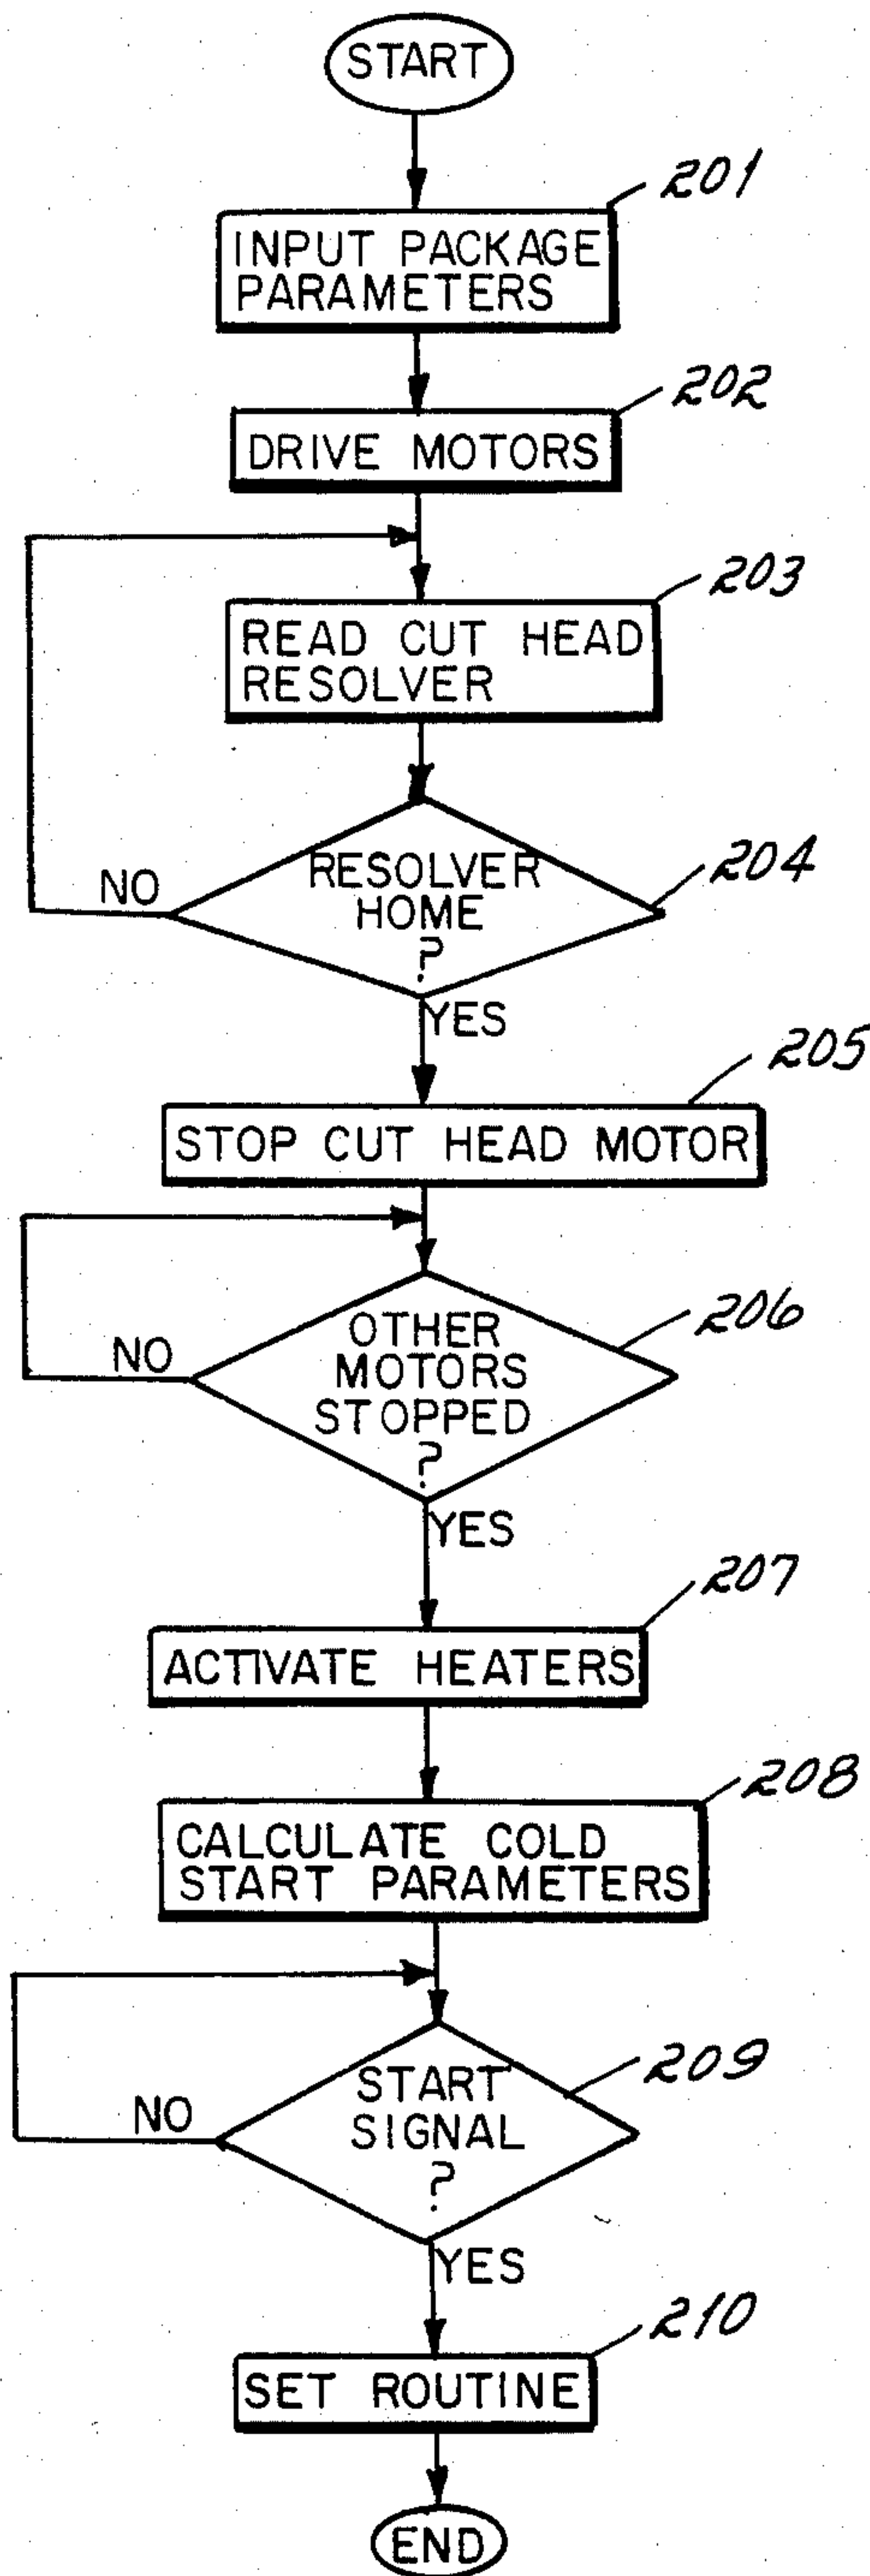 START
201
INPUT PACKAGE
PARAMETERS
202
DRIVE MOTORS
203
READ CUT HEAD
RESOLVER
204
RESOLVER
HOME
?
NO
YES
205
STOP CUT HEAD MOTOR
206
OTHER
MOTORS
STOPPED
?
NO
YES
207
ACTIVATE HEATERS
208
CALCULATE COLD
START PARAMETERS
209
START
SIGNAL
?
NO
YES
210
SET ROUTINE
END